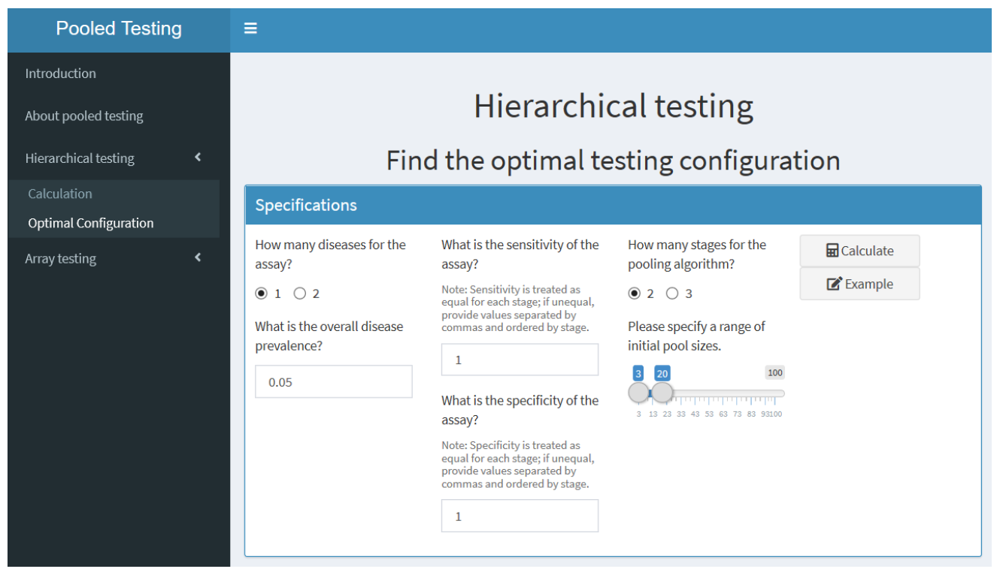 Pooled Testing
Introduction
About pooled testing
Hierarchical testing
Calculation
Optimal Configuration
Array testing
Hierarchical testing
Find the optimal testing configuration
Specifications
How many diseases for the
assay?
1 2
What is the overall disease
prevalence?
0.05
What is the sensitivity of the
assay?
Note: Sensitivity is treated as
equal for each stage; if unequal,
provide values separated by
commas and ordered by stage.
1
What is the specificity of the
assay?
Note: Specificity is treated as
equal for each stage; if unequal,
provide values separated by
commas and ordered by stage.
1
How many stages for the
pooling algorithm?
2 3
Please specify a range of
initial pool sizes.
3 20 100
3 13 23 33 43 53 63 73 83 93100
Calculate
Example